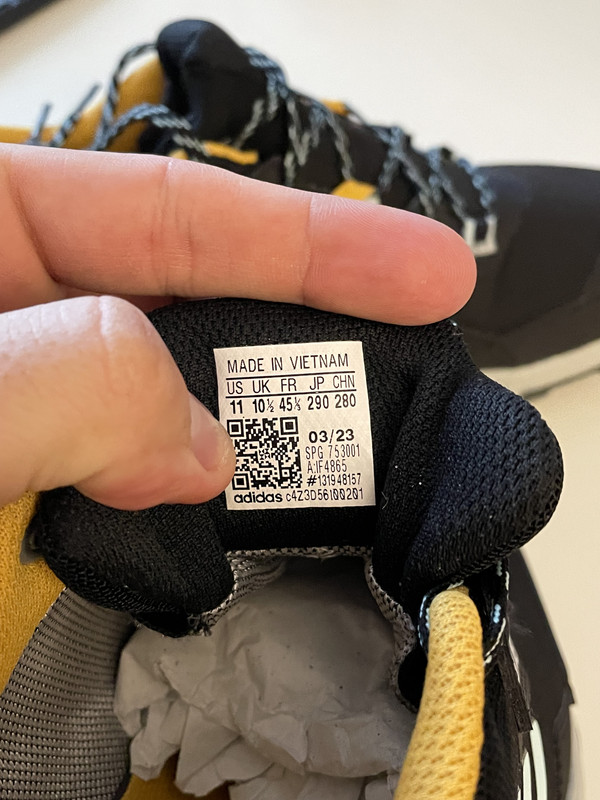 MADE IN VIETNAM
US UK FR JP CHN
11 10½ 45⅓ 290 280
03/23
SPG 753001
A:IF4865
#131948157
adidas c4Z3D56t00201